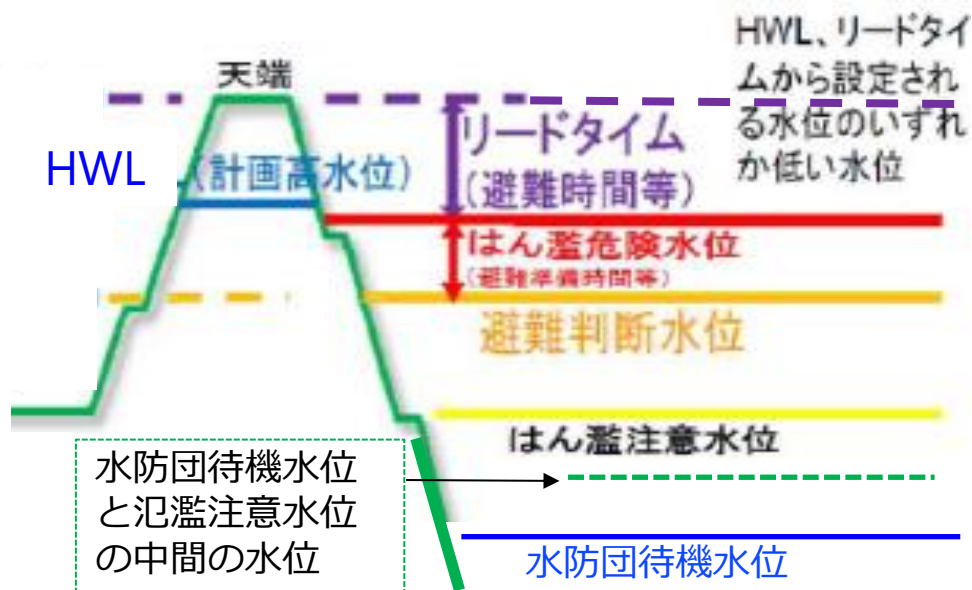 HWL、リードタイ
ムから設定され
る水位のいずれ
か低い水位
天端
リードタイム
(避難時間等)
HWL (計画高水位)
はん濫危険水位
(避難準備時間等)
避難判断水位
はん濫注意水位
水防団待機水位
と氾濫注意水位
の中間の水位
水防団待機水位